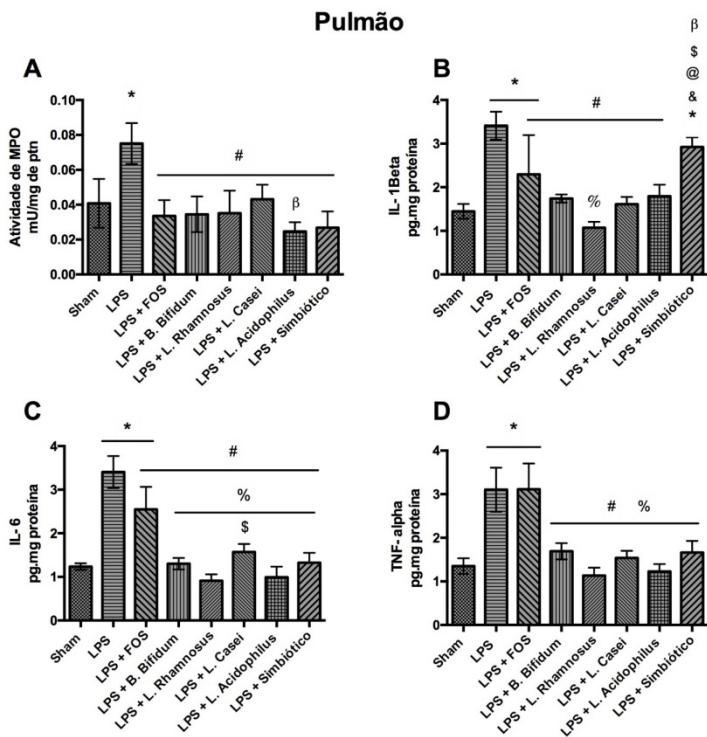 Pulmão
A
Atividade de MPO
mU/mg de ptn
0.10
0.08
0.06
0.04
0.02
0.00
*
#
β
Sham
LPS
LPS + FOS
LPS + B. Bifidum
LPS + L. Rhamnosus
LPS + L. Casei
LPS + L. Acidophilus
LPS + Simbiótico
B
IL- 1Beta
pg.mg proteína
4
3
2
1
0
*
#
%
β
$
@
&
*
Sham
LPS
LPS + FOS
LPS + B. Bifidum
LPS + L. Rhamnosus
LPS + L. Casei
LPS + L. Acidophilus
LPS + Simbiótico
C
IL- 6
pg.mg proteína
4
3
2
1
0
*
#
%
$
Sham
LPS
LPS + FOS
LPS + B. Bifidum
LPS + L. Rhamnosus
LPS + L. Casei
LPS + L. Acidophilus
LPS + Simbiótico
D
TNF- alpha
pg.mg proteína
4
3
2
1
0
*
# %
Sham
LPS
LPS + FOS
LPS + B. Bifidum
LPS + L. Rhamnosus
LPS + L. Casei
LPS + L. Acidophilus
LPS + Simbiótico